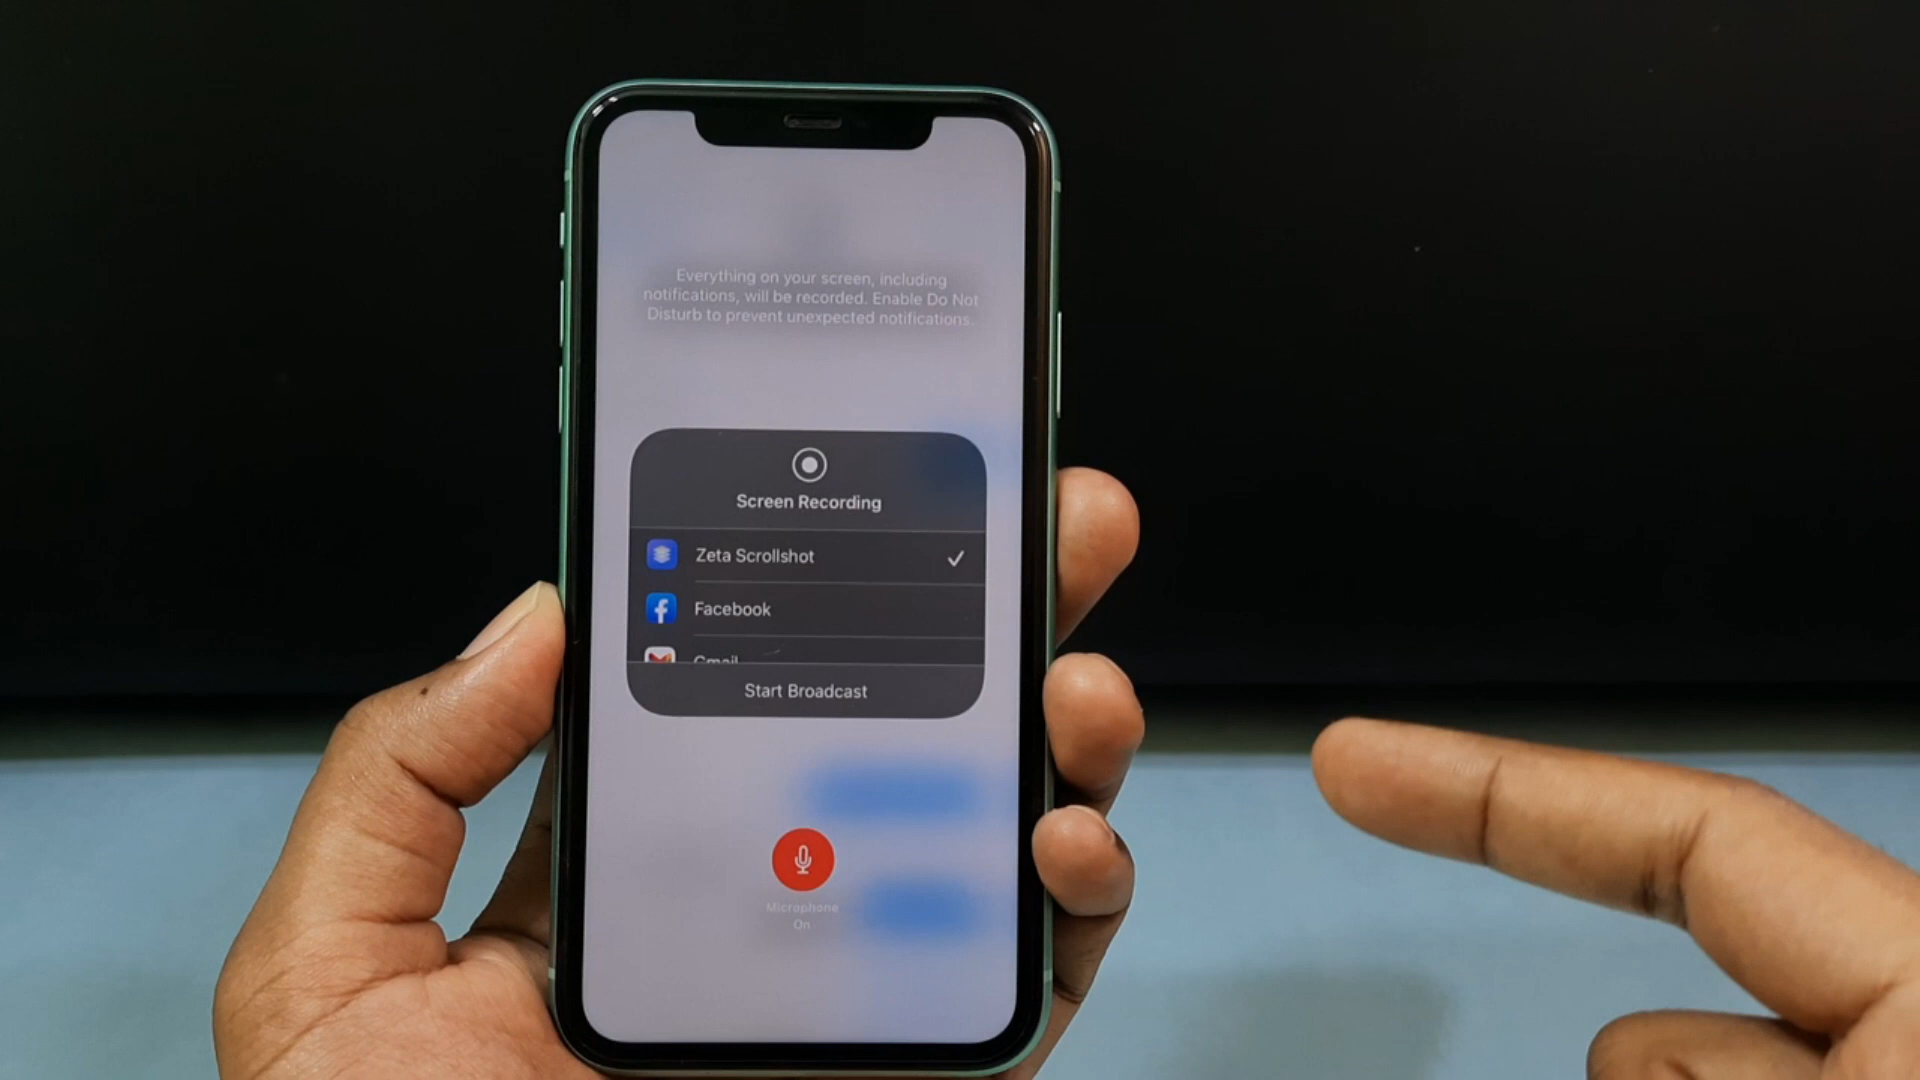 Everything on your screen, including
notifications, will be recorded. Enable Do Not
Disturb to prevent unexpected notifications.
Screen Recording
Zeta Scrollshot
Facebook
Gmail
Start Broadcast
Microphone
On